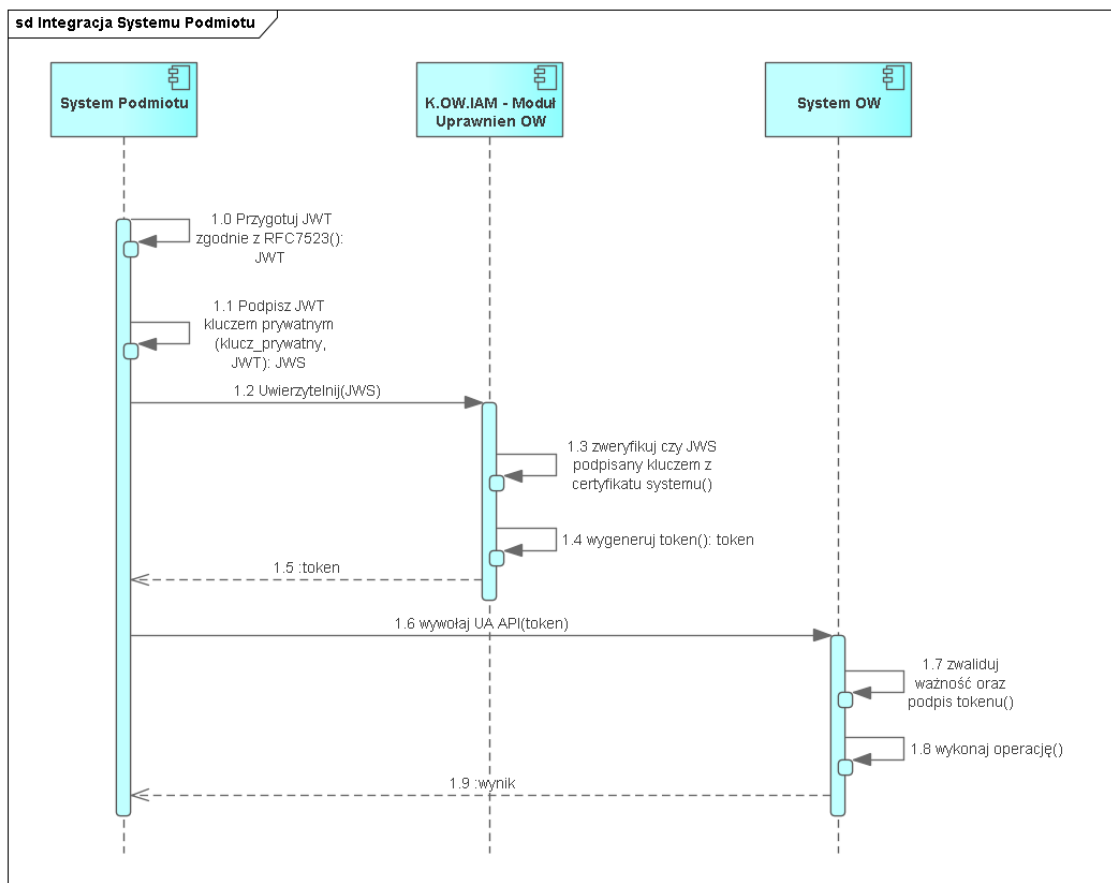 sd Integracja Systemu Podmiotu
System Podmiotu
K.OW.IAM - Moduł
Uprawnien OW
System OW
1.0 Przygotuj JWT
zgodnie z RFC7523():
JWT
1.1 Podpisz JWT
kluczem prywatnym
(klucz_prywatny,
JWT): JWS
1.2 Uwierzytelnij(JWS)
1.3 zweryfikuj czy JWS
podpisany kluczem z
certyfikatu systemu()
1.4 wygeneruj token(): token
1.5 :token
1.6 wywołaj UA API(token)
1.7 zwaliduj
ważność oraz
podpis tokenu()
1.8 wykonaj operację()
1.9 :wynik